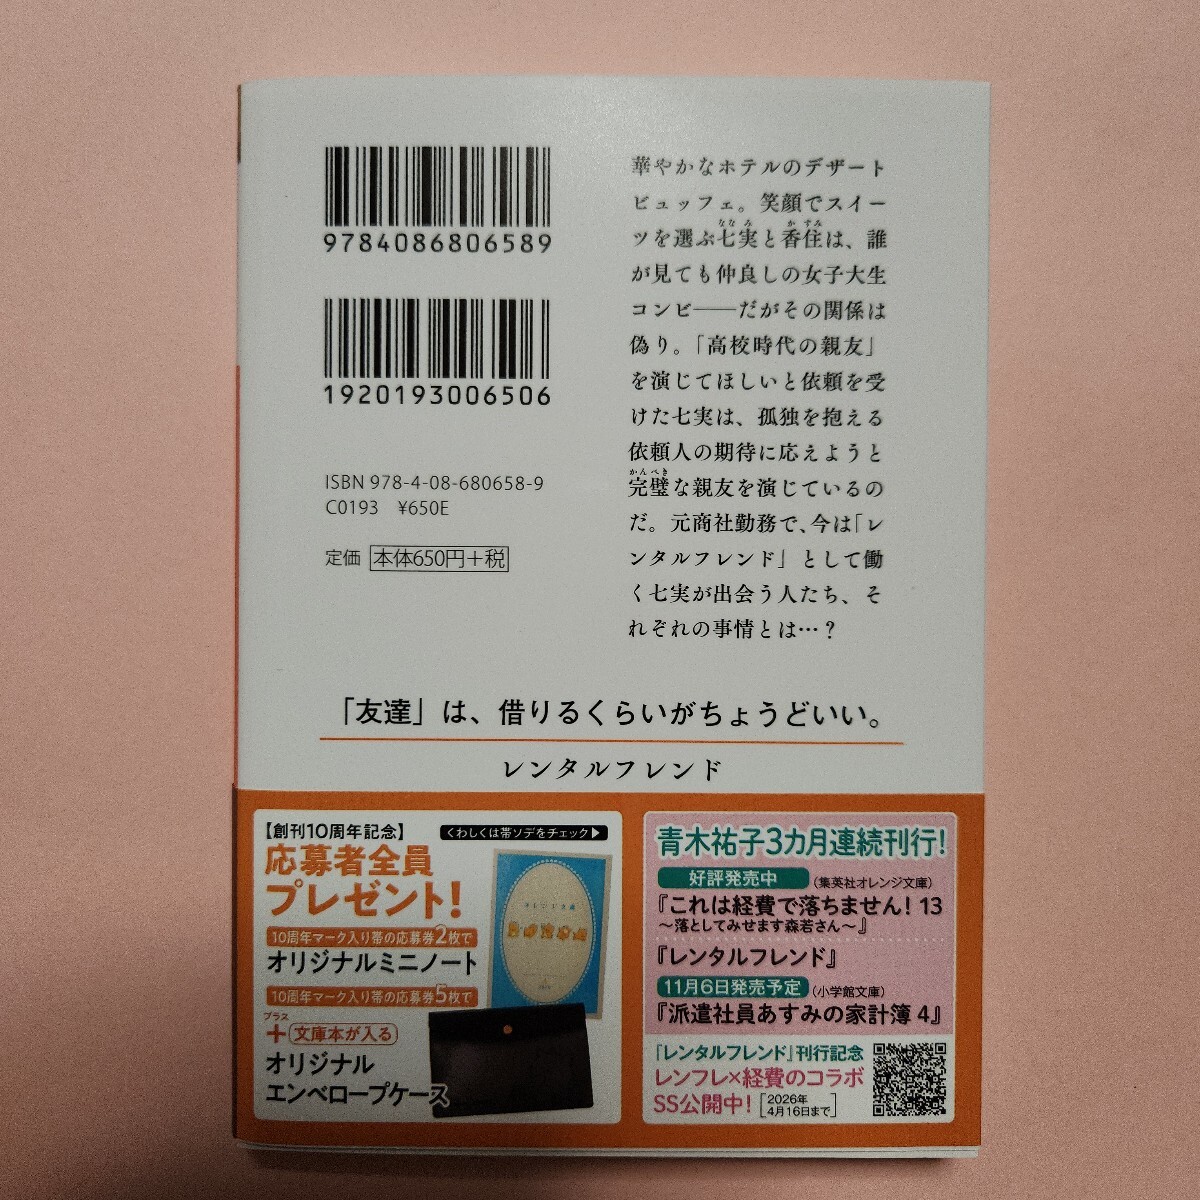 9784086806589
1920193006506
ISBN 978-4-08-680658-9
C0193 ¥650E
定価 本体650円+税
華やかなホテルのデザート
ビュッフェ。笑顔でスイー
ななみ かすみ
ツを選ぶ七実と香住は、誰
が見ても仲良しの女子大生
コンビ――だがその関係は
偽り。「高校時代の親友」
を演じてほしいと依頼を受
けた七実は、孤独を抱える
依頼人の期待に応えようと
かんぺき
完璧な親友を演じているの
だ。元商社勤務で、今は「レ
ンタルフレンド」として働
く七実が出会う人たち、そ
れぞれの事情とは…?
「友達」は、借りるくらいがちょうどいい。
レンタルフレンド
【創刊10周年記念】
くわしくは帯ソデをチェック▶
応募者全員
プレゼント!
10周年マーク入り帯の応募券2枚で
オリジナルミニノート
10周年マーク入り帯の応募券5枚で
プラス
+文庫本が入る
オリジナル
エンベロープケース
青木祐子3カ月連続刊行!
好評発売中 (集英社オレンジ文庫)
『これは経費で落ちません! 13
~落としてみせます森若さん~』
『レンタルフレンド』
11月6日発売予定 (小学館文庫)
『派遣社員あすみの家計簿 4』
『レンタルフレンド』刊行記念
レンフレ×経費のコラボ
SS公開中! [2026年
4月16日まで]